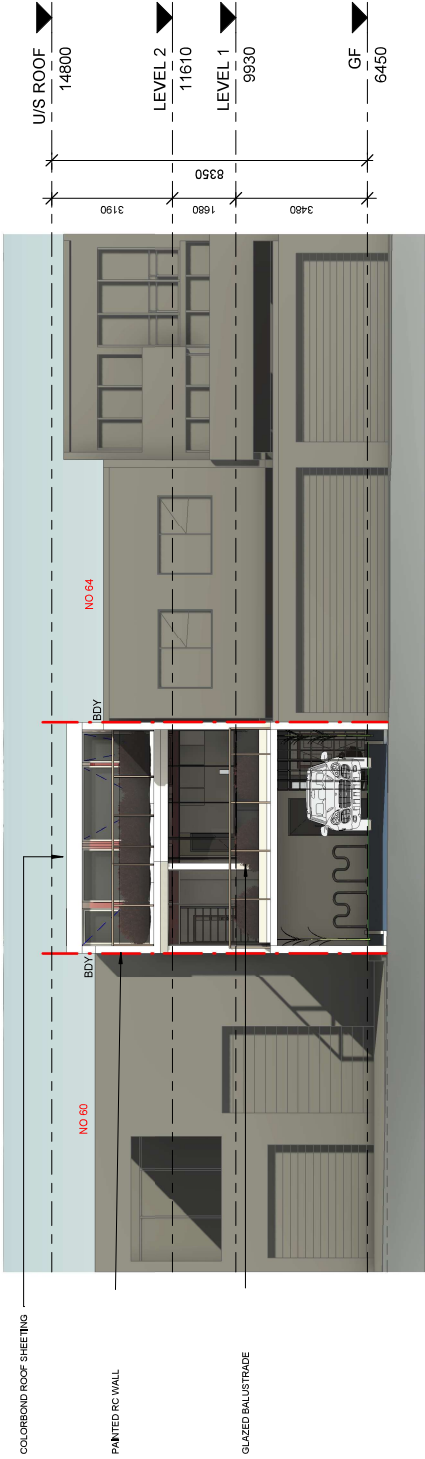 U/S ROOF
14800
LEVEL 2
11610
LEVEL 1
9930
GF
6450
8350
3190
1680
3480
NO 64
BDY
BDY
NO 60
COLORBOND ROOF SHEETING
PAINTED RC WALL
GLAZED BALUSTRADE